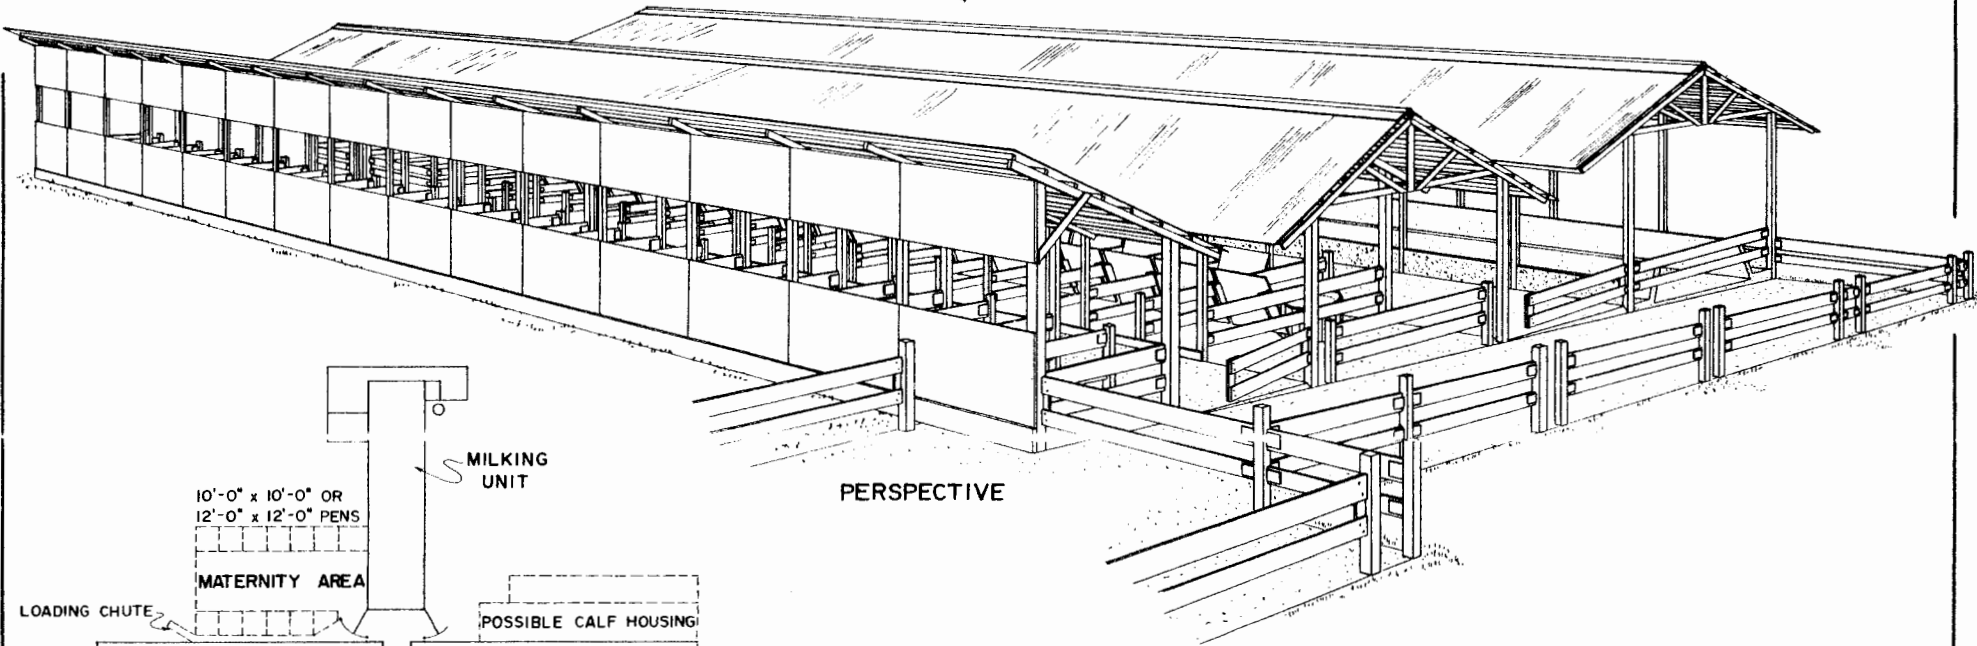 PERSPECTIVE
MILKING
UNIT
10'-0" x 10'-0" OR
12'-0" x 12'-0" PENS
MATERNITY AREA
LOADING CHUTE
POSSIBLE CALF HOUSING